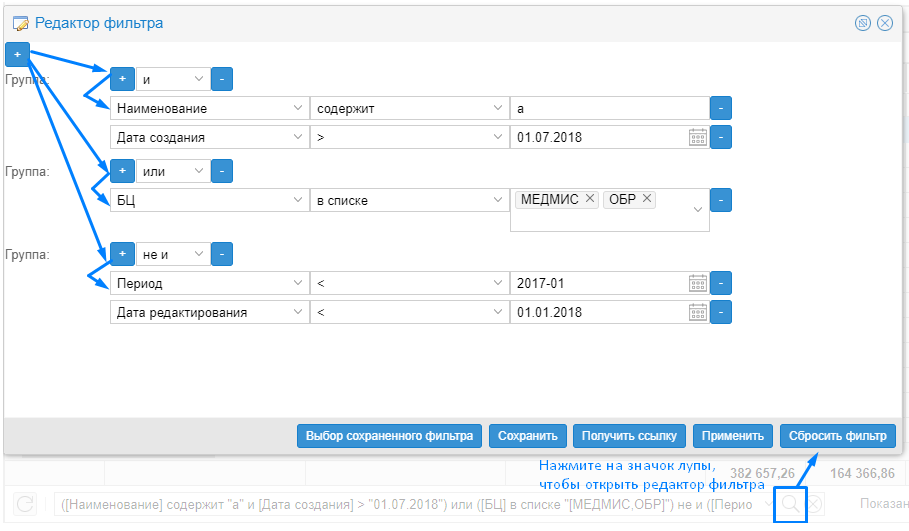 Редактор фильтра
+
Группа: + и -
Наименование содержит а -
Дата создания > 01.07.2018 -
Группа: + или -
БЦ в списке МЕДМИС ОБР -
Группа: + не и -
Период < 2017-01 -
Дата редактирования < 01.01.2018 -
Выбор сохраненного фильтра Сохранить Получить ссылку Применить Сбросить фильтр
Нажмите на значок лупы, 382 657,26 164 366,86
чтобы открыть редактор фильтра
([Наименование] содержит "а" и [Дата создания] > "01.07.2018") или ([БЦ] в списке "[МЕДМИС,ОБР]") не и ([Перио Показан